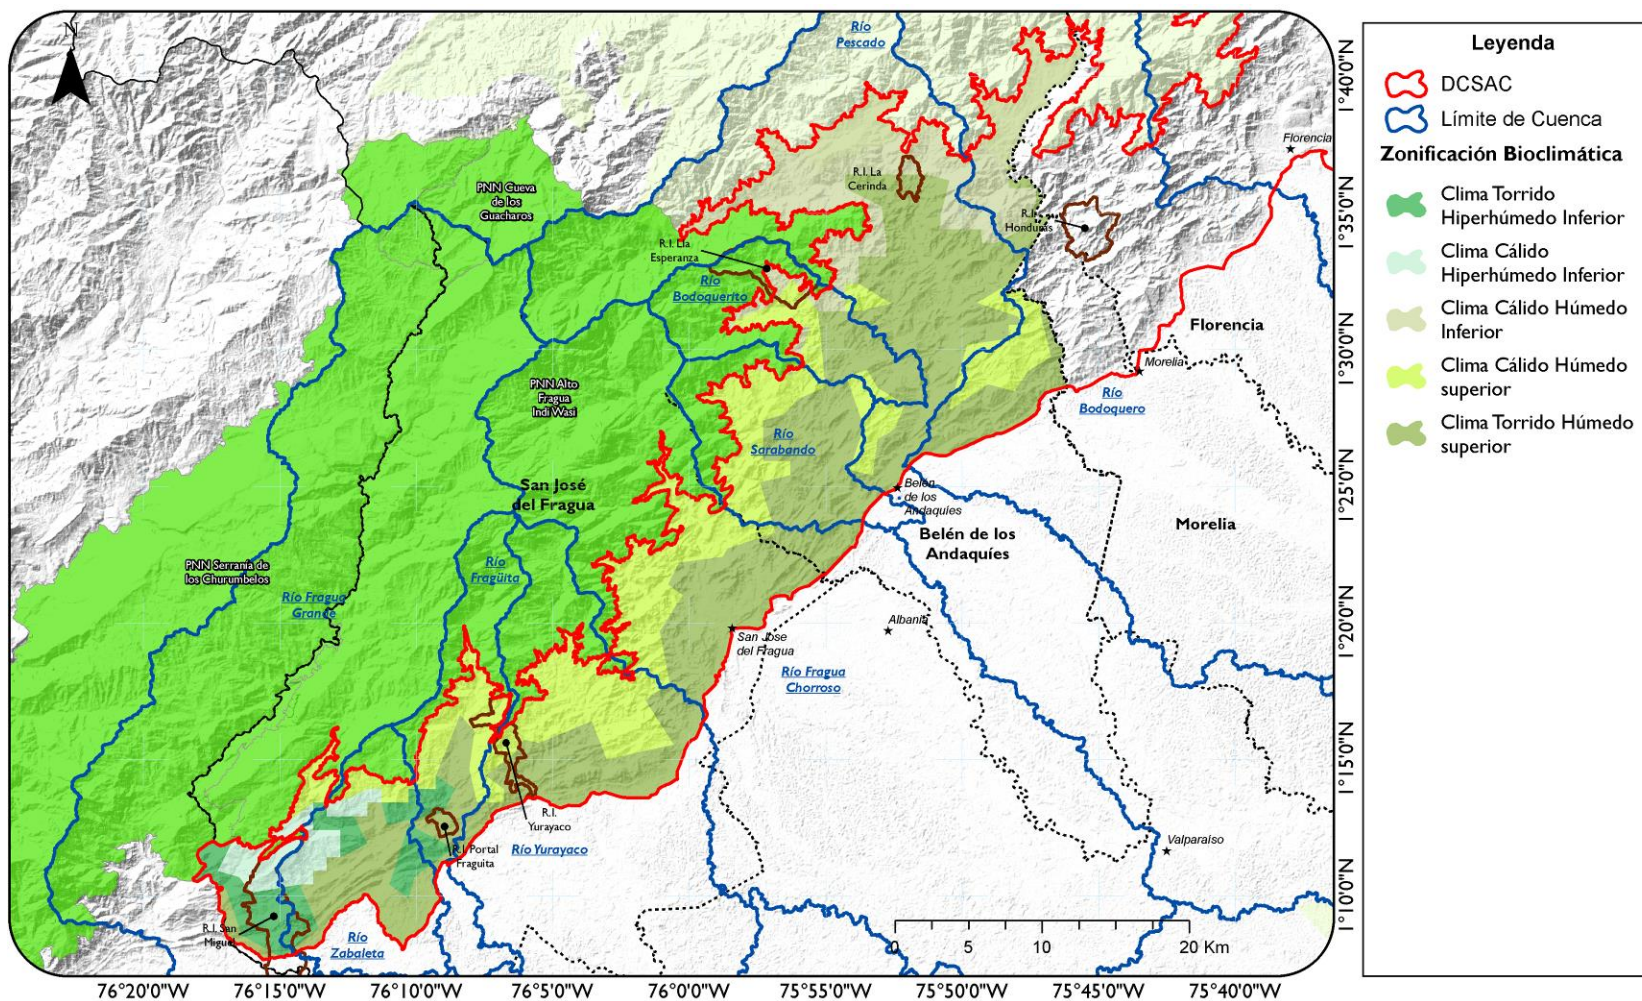 N
Río
Pescado
Florencia
PNN Cueva
de los
Guacharos
R.I. La
Cerinda
R.I.
Honduras
R.I. Lla
Esperanza
Río
Bodoquerito
Florencia
Morelia
PNN Alto
Fragua
Indi Wasi
Río
Bodoquero
Río
Sarabando
San José
del Fragua
Belén
de los
Andaquíes
Morelia
Belén de los
Andaquíes
PNN Serranía de
los Churumbelos
Río
Fragüita
Río Fragua
Grande
Albania
San Jose
del Fragua
Río Fragua
Chorroso
R.I.
Yurayaco
Río Yurayaco
R.I. Portal
Fraguita
Valparaíso
R.I. San
Miguel
Río
Zabaleta
0 5 10 20 Km
76°20'0"W 76°15'0"W 76°10'0"W 76°5'0"W 76°0'0"W 75°55'0"W 75°50'0"W 75°45'0"W 75°40'0"W
1°40'0"N
1°35'0"N
1°30'0"N
1°25'0"N
1°20'0"N
1°15'0"N
1°10'0"N
Leyenda
DCSAC
Límite de Cuenca
Zonificación Bioclimática
Clima Torrido
Hiperhúmedo Inferior
Clima Cálido
Hiperhúmedo Inferior
Clima Cálido Húmedo
Inferior
Clima Cálido Húmedo
superior
Clima Torrido Húmedo
superior